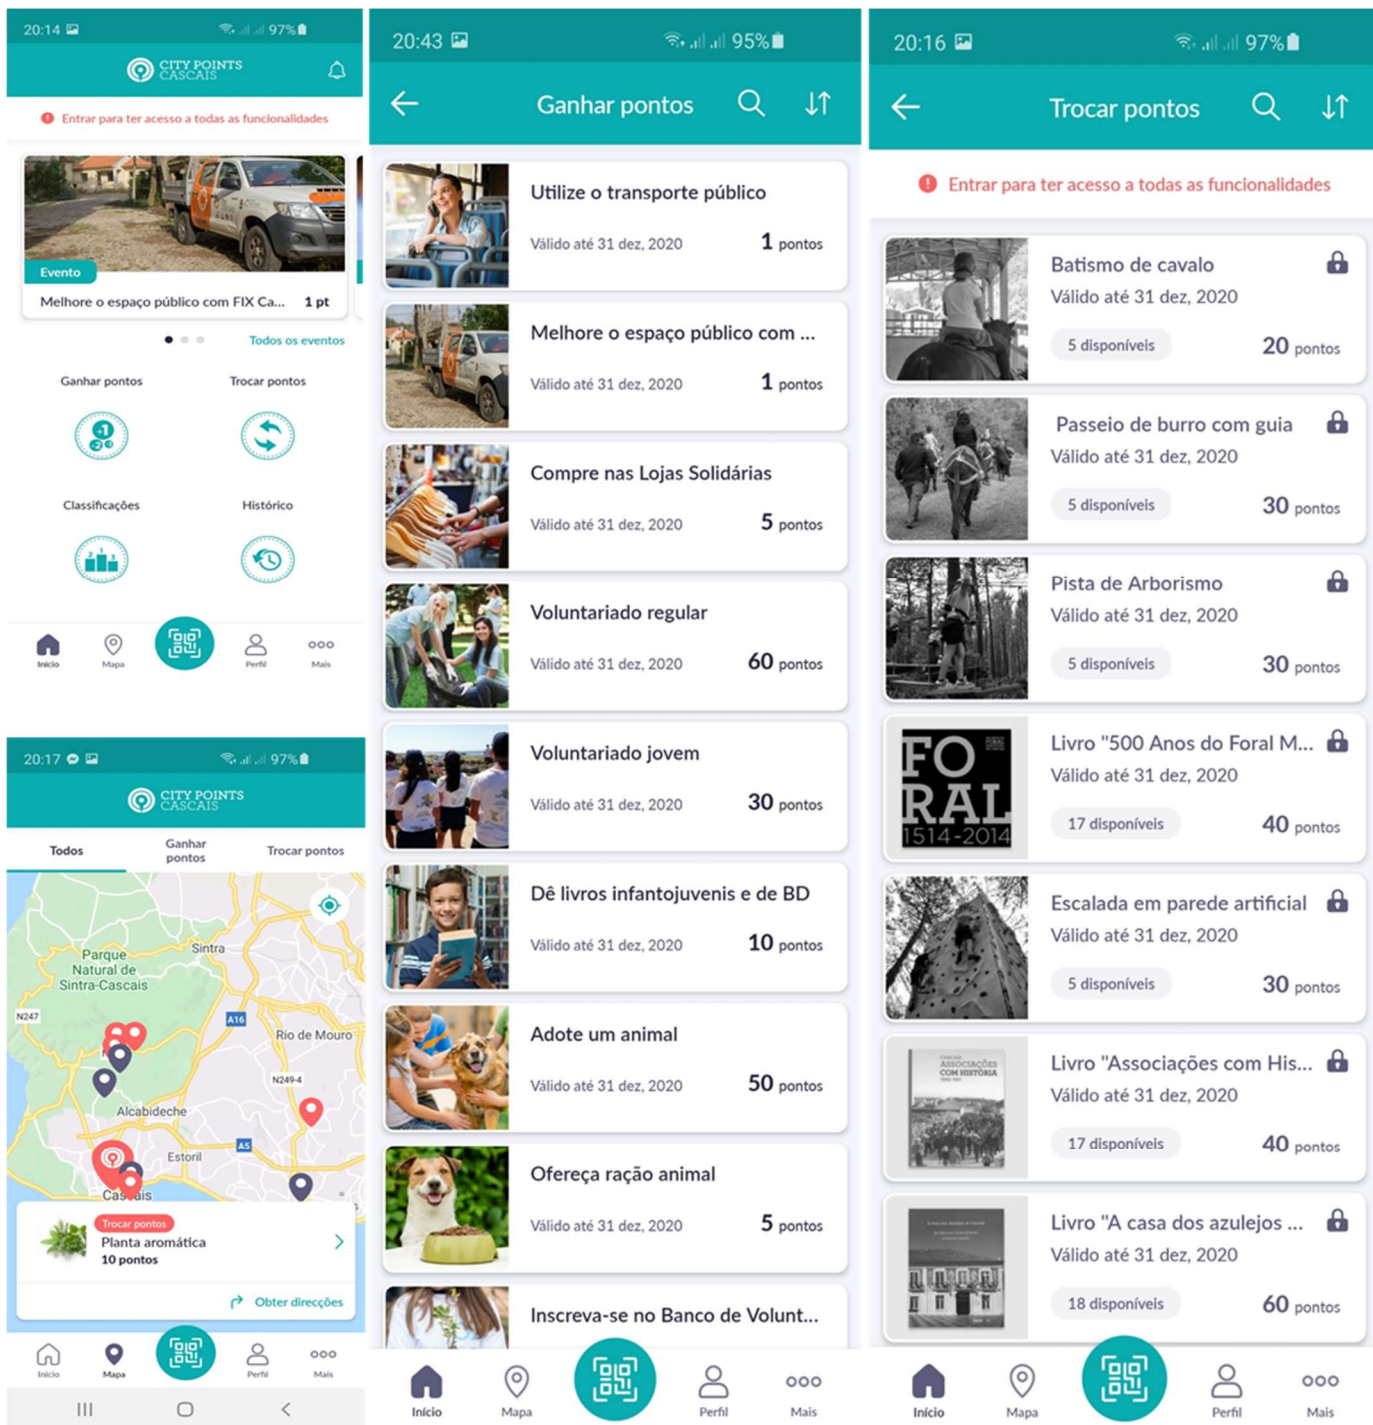 20:14
97%
CITY POINTS
CASCAIS
Entrar para ter acesso a todas as funcionalidades
Evento
Melhore o espaço público com FIX Ca... 1 pt
Todos os eventos
Ganhar pontos
Trocar pontos
+1
Classificações
Histórico
2 1 3
Início
Mapa
Perfil
Mais
20:17
97%
CITY POINTS
CASCAIS
Todos
Ganhar
pontos
Trocar pontos
Sintra
Parque
Natural de
Sintra-Cascais
N247
A16
Rio de Mouro
N249-4
Alcabideche
A5
Estoril
Cascais
Trocar pontos
Planta aromática
10 pontos
Obter direcções
Início
Mapa
Perfil
Mais
20:43
95%
Ganhar pontos
Utilize o transporte público
Válido até 31 dez, 2020
1 pontos
Melhore o espaço público com ...
Válido até 31 dez, 2020
1 pontos
Compre nas Lojas Solidárias
Válido até 31 dez, 2020
5 pontos
Voluntariado regular
Válido até 31 dez, 2020
60 pontos
Voluntariado jovem
Válido até 31 dez, 2020
30 pontos
Dê livros infantojuvenis e de BD
Válido até 31 dez, 2020
10 pontos
Adote um animal
Válido até 31 dez, 2020
50 pontos
Ofereça ração animal
Válido até 31 dez, 2020
5 pontos
Inscreva-se no Banco de Volunt...
Início
Mapa
Perfil
Mais
20:16
97%
Trocar pontos
Entrar para ter acesso a todas as funcionalidades
Batismo de cavalo
Válido até 31 dez, 2020
5 disponíveis
20 pontos
Passeio de burro com guia
Válido até 31 dez, 2020
5 disponíveis
30 pontos
Pista de Arborismo
Válido até 31 dez, 2020
5 disponíveis
30 pontos
FO
RAL
1514-2014
Livro "500 Anos do Foral M...
Válido até 31 dez, 2020
17 disponíveis
40 pontos
Escalada em parede artificial
Válido até 31 dez, 2020
5 disponíveis
30 pontos
ASSOCIAÇÕES
COM HISTÓRIA
Livro "Associações com His...
Válido até 31 dez, 2020
17 disponíveis
40 pontos
Livro "A casa dos azulejos ...
Válido até 31 dez, 2020
18 disponíveis
60 pontos
Início
Mapa
Perfil
Mais